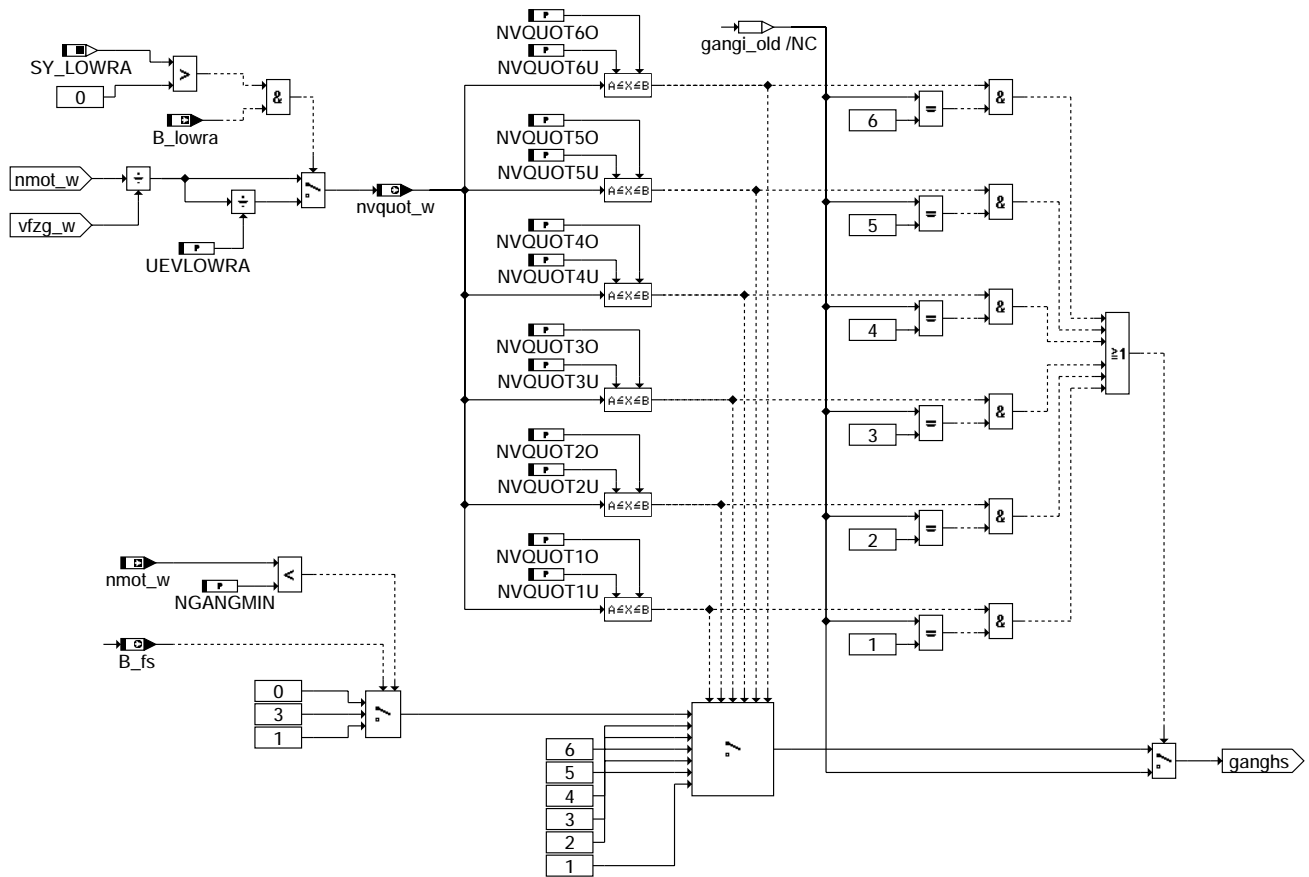 NVQUOT6O
NVQUOT6U
A≤X≤B
gangi_old /NC
SY_LOWRA
0
>
&
B_lowra
nmot_w
÷
vfzg_w
÷
UEVLOWRA
nvquot_w
NVQUOT5O
NVQUOT5U
A≤X≤B
NVQUOT4O
NVQUOT4U
A≤X≤B
NVQUOT3O
NVQUOT3U
A≤X≤B
NVQUOT2O
NVQUOT2U
A≤X≤B
NVQUOT1O
NVQUOT1U
A≤X≤B
6
=
&
5
=
&
4
=
&
3
=
&
2
=
&
1
=
&
≥1
nmot_w
NGANGMIN
<
B_fs
0
3
1
6
5
4
3
2
1
ganghs
P
P
P
P
P
P
P
P
P
P
P
P
P
P